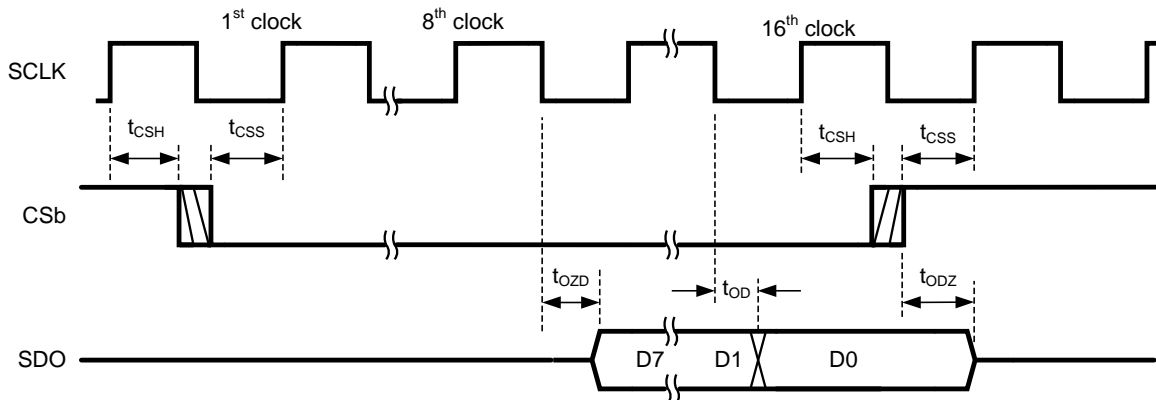 1st clock 8th clock 16th clock
SCLK
tCSH tCSS tCSH tCSS
CSb
tOZD tOD tODZ
SDO D7 D1 D0